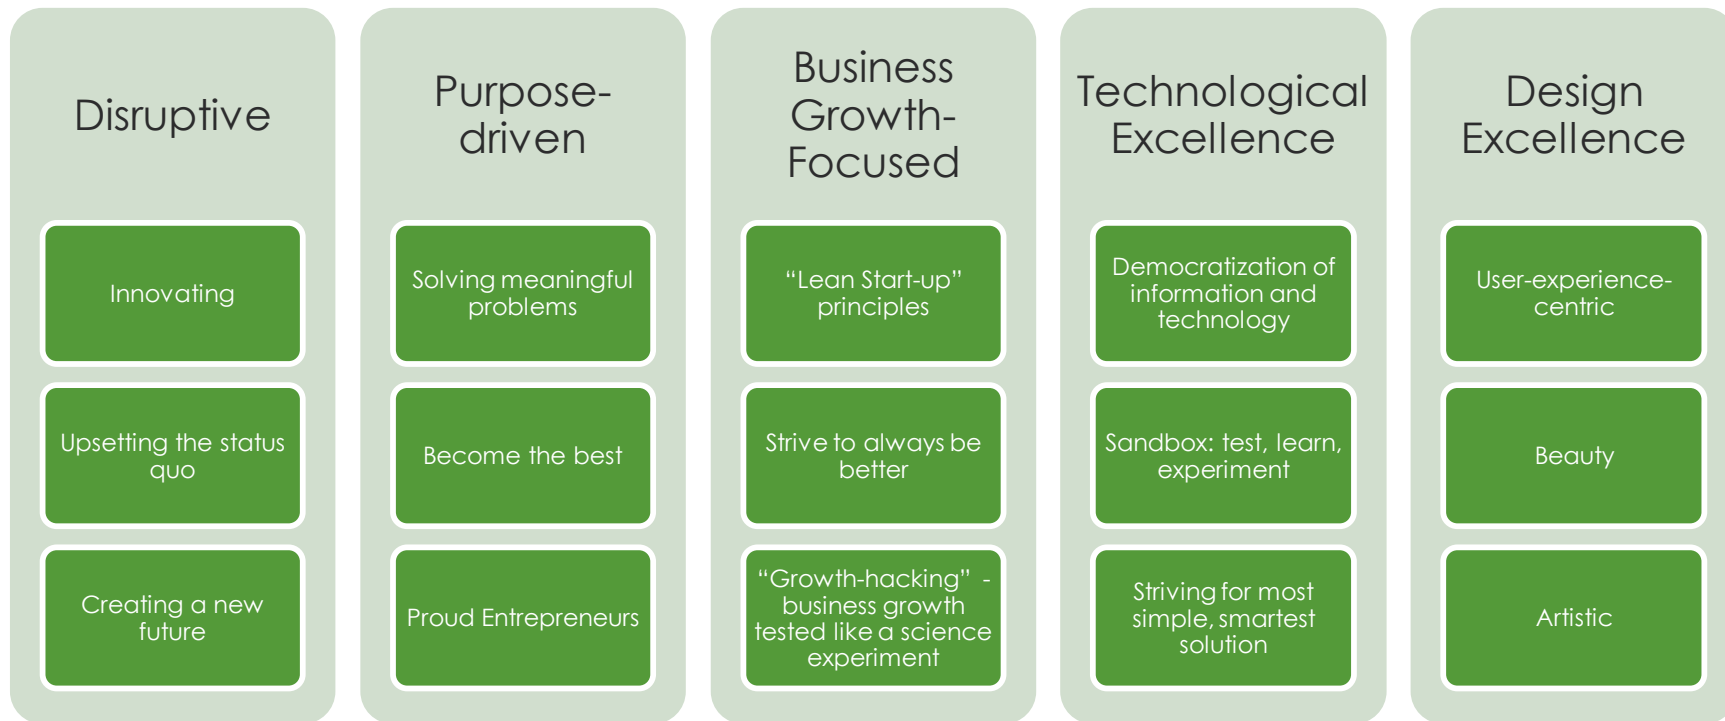 Disruptive
Innovating
Upsetting the status
quo
Creating a new
future
Purpose-
driven
Solving meaningful
problems
Become the best
Proud Entrepreneurs
Business
Growth-
Focused
“Lean Start-up”
principles
Strive to always be
better
“Growth-hacking” -
business growth
tested like a science
experiment
Technological
Excellence
Democratization of
information and
technology
Sandbox: test, learn,
experiment
Striving for most
simple, smartest
solution
Design
Excellence
User-experience-
centric
Beauty
Artistic